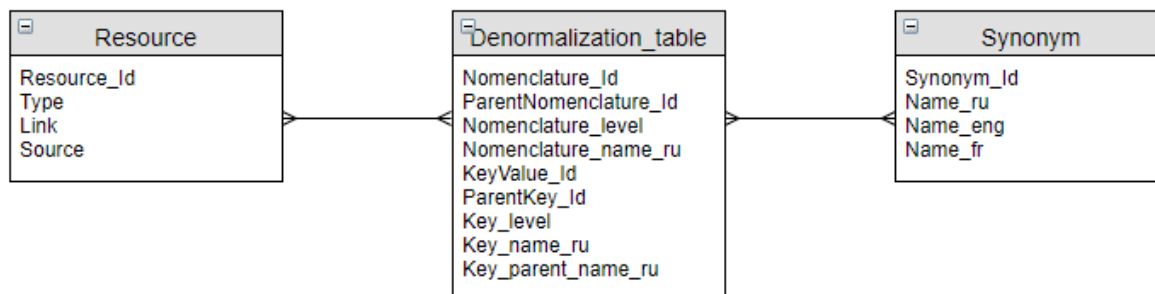 Resource
Resource_Id
Type
Link
Source
Denormalization_table
Nomenclature_Id
ParentNomenclature_Id
Nomenclature_level
Nomenclature_name_ru
KeyValue_Id
ParentKey_Id
Key_level
Key_name_ru
Key_parent_name_ru
Synonym
Synonym_Id
Name_ru
Name_eng
Name_fr